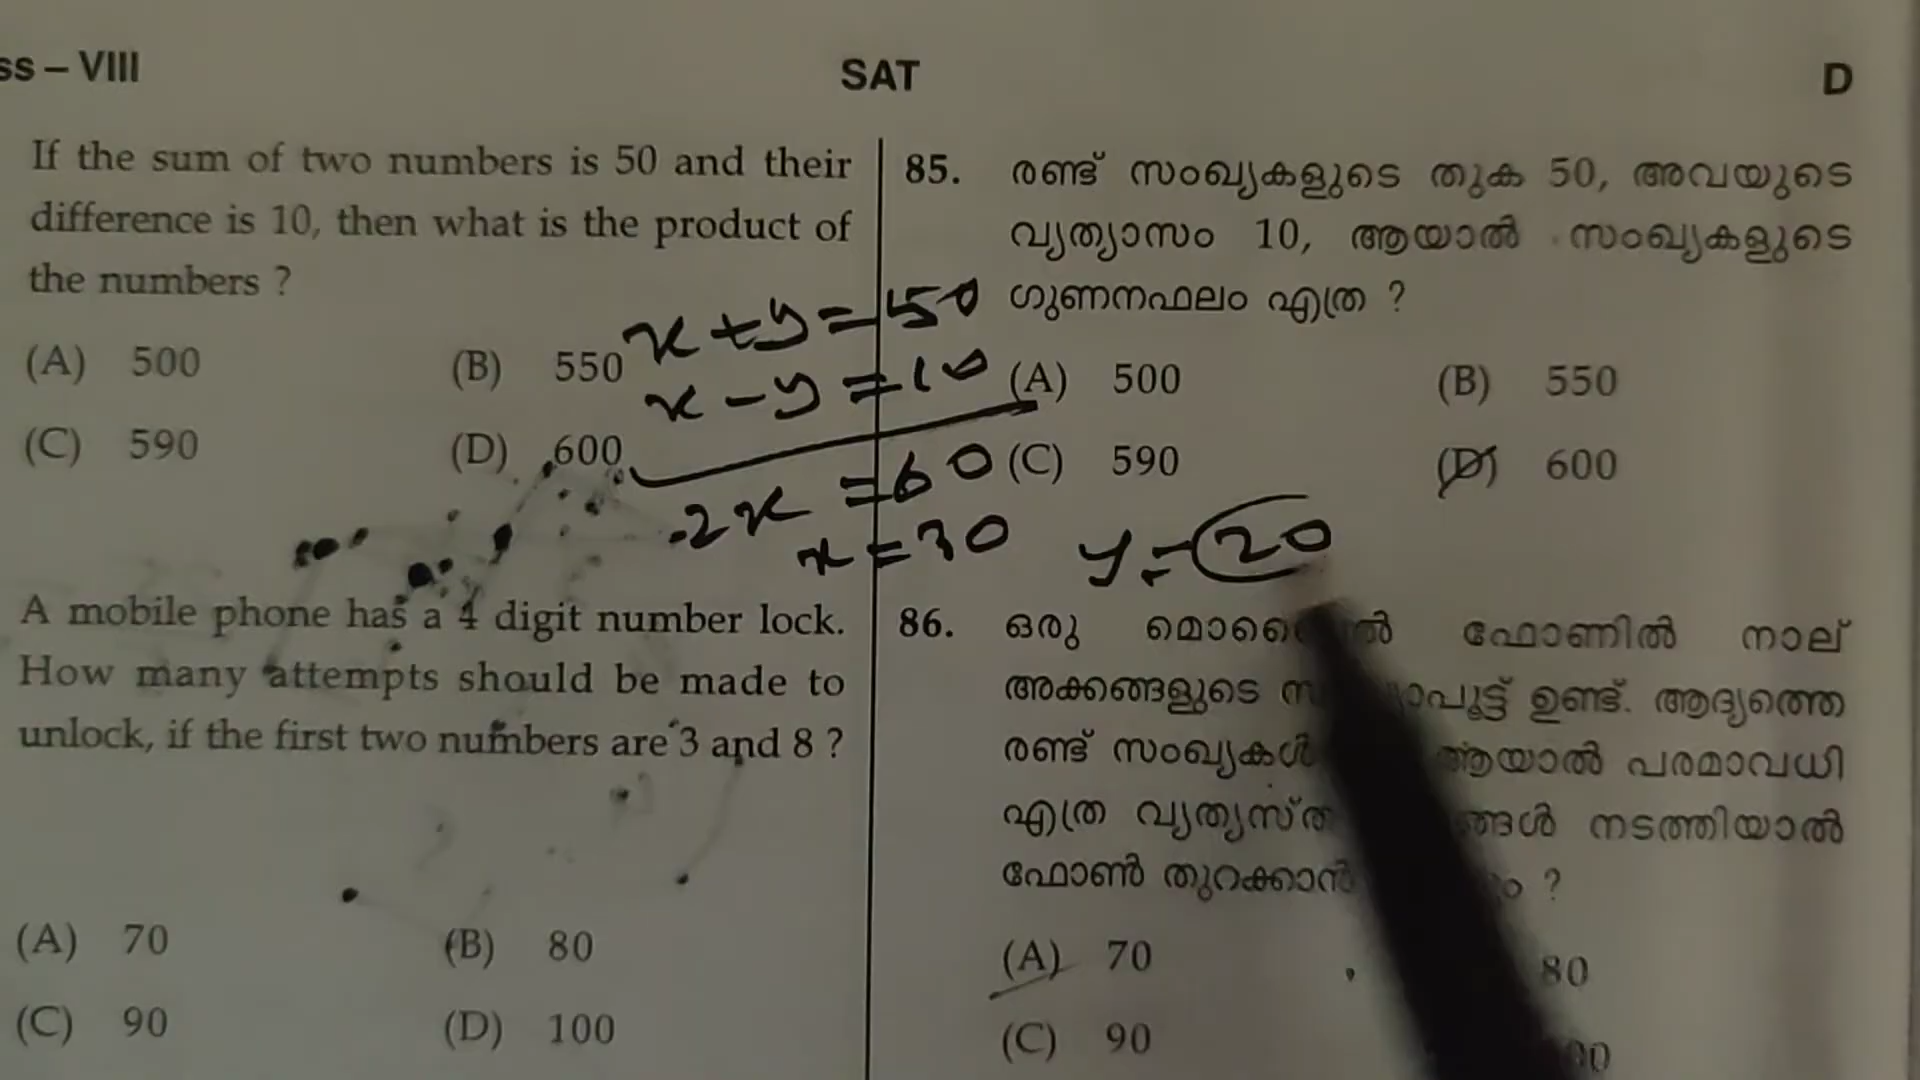 ss – VIII
SAT
D
If the sum of two numbers is 50 and their
difference is 10, then what is the product of
the numbers ?
(A) 500 (B) 550
(C) 590 (D) 600
A mobile phone has a 4 digit number lock.
How many attempts should be made to
unlock, if the first two numbers are 3 and 8 ?
(A) 70 (B) 80
(C) 90 (D) 100
x + y = 50
x - y = 10
2x = 60
x = 30
y = 20
85. രണ്ട് സംഖ്യകളുടെ തുക 50, അവയുടെ
വ്യത്യാസം 10, ആയാൽ സംഖ്യകളുടെ
ഗുണനഫലം എത്ര ?
(A) 500 (B) 550
(C) 590 (D) 600
86. ഒരു ഫോണിൽ നാല്
അക്കങ്ങളുടെ ഉണ്ട്. ആദ്യത്തെ
രണ്ട് ആയാൽ പരമാവധി
എത്ര നടത്തിയാൽ
ഫോൺ തുറക്കാൻ ?
(A) 70 80
(C) 90